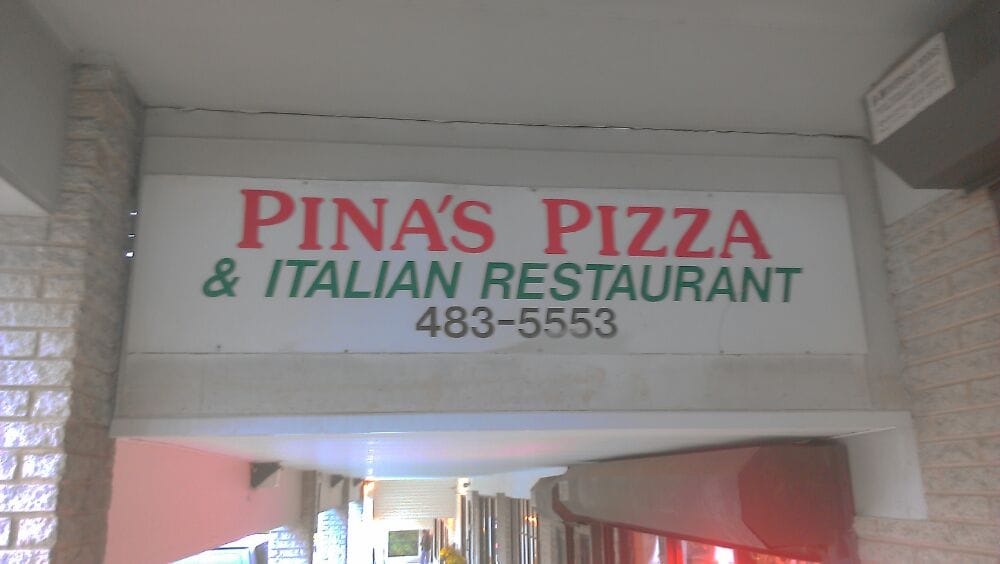 PINA'S PIZZA
& ITALIAN RESTAURANT
483-5553